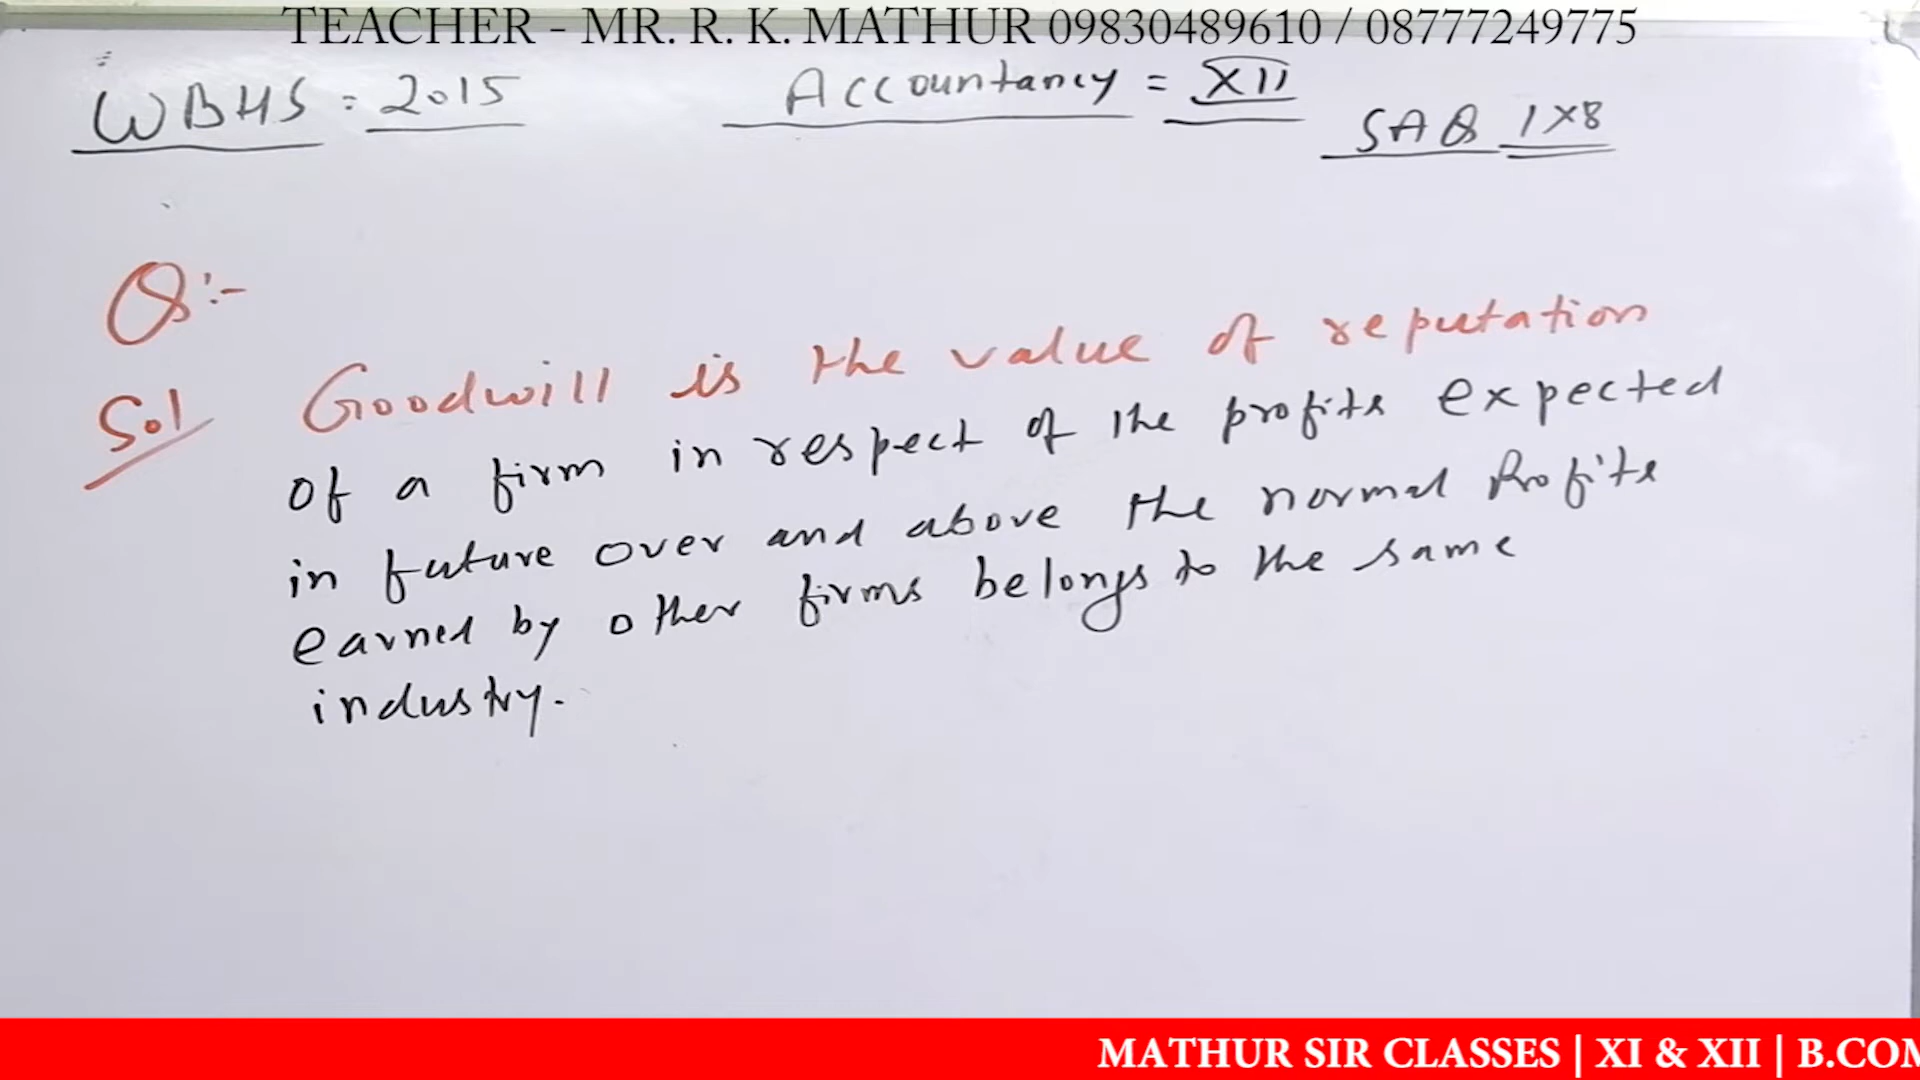 TEACHER - MR. R. K. MATHUR 09830489610 / 08777249775
WBHS = 2015 Accountancy = XII
SAQ 1×8
Q:-
Sol Goodwill is the value of reputation
of a firm in respect of the profits expected
in future over and above the normal Profits
earned by other firms belongs to the same
industry.
MATHUR SIR CLASSES | XI & XII | B.COM